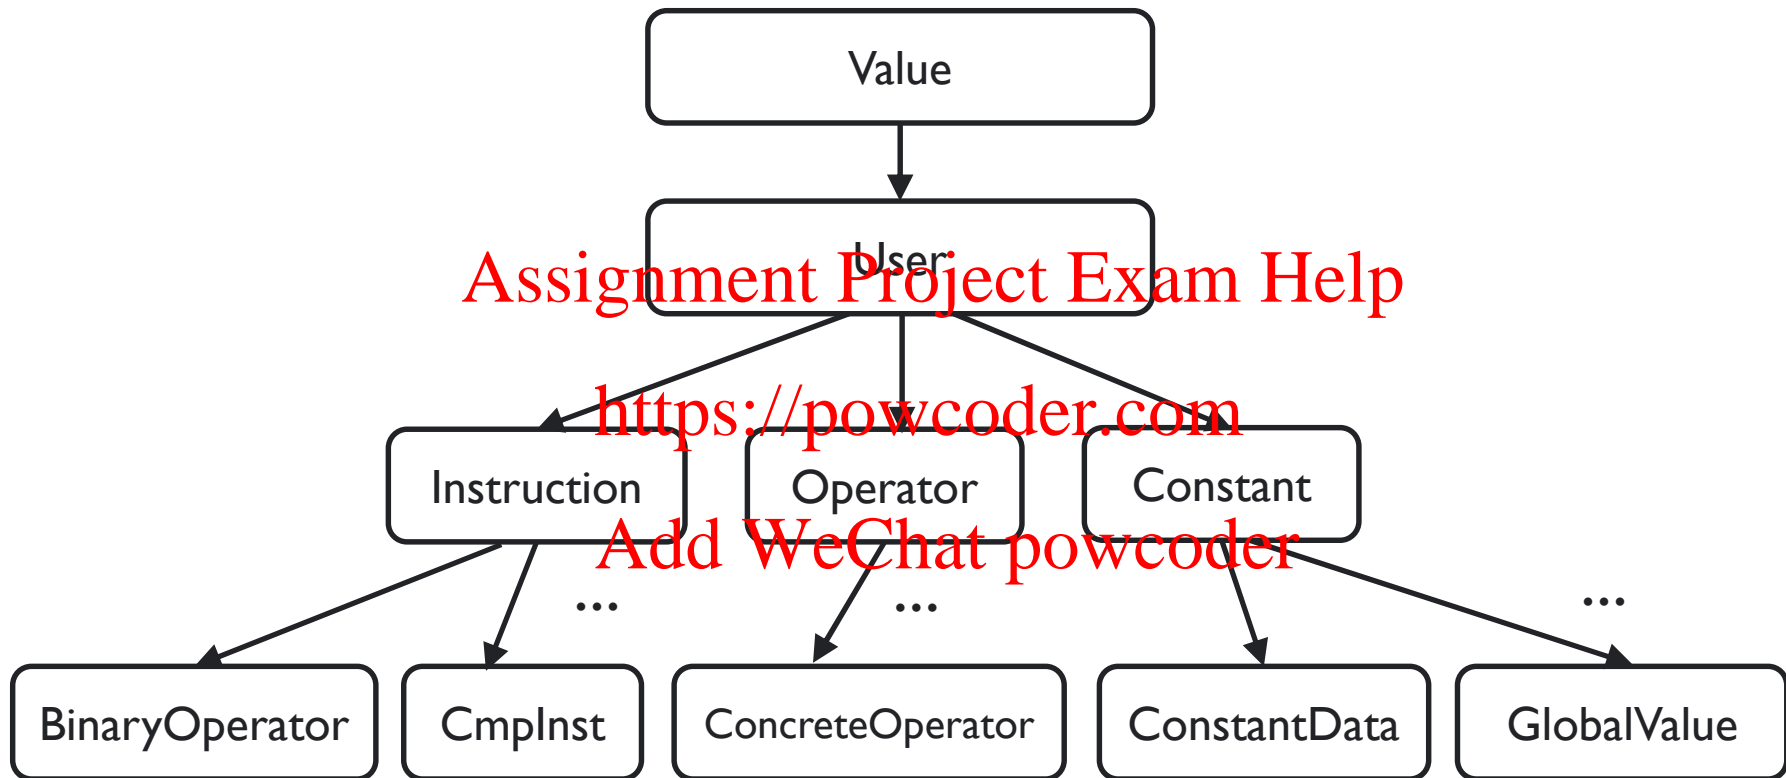 Value
User
Assignment Project Exam Help
https://powcoder.com
Instruction
Operator
Constant
Add WeChat powcoder
...
...
...
BinaryOperator
CmpInst
ConcreteOperator
ConstantData
GlobalValue